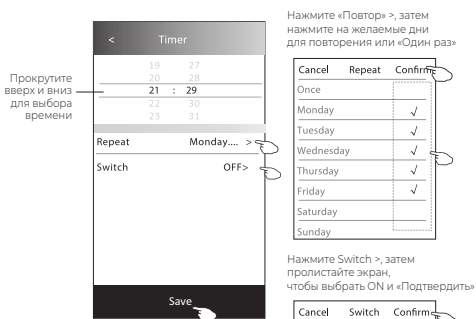 Прокрутите
вверх и вниз
для выбора
времени
< Timer
19 27
20 28
21 : 29
22 30
23 31
Repeat Monday.... >
Switch OFF>
Save
Нажмите «Повтор» >, затем
нажмите на желаемые дни
для повторения или «Один раз»
Cancel Repeat Confirm
Once
Monday √
Tuesday √
Wednesday √
Thursday √
Friday √
Saturday
Sunday
Нажмите Switch >, затем
пролистайте экран,
чтобы выбрать ON и «Подтвердить»
Cancel Switch Confirm